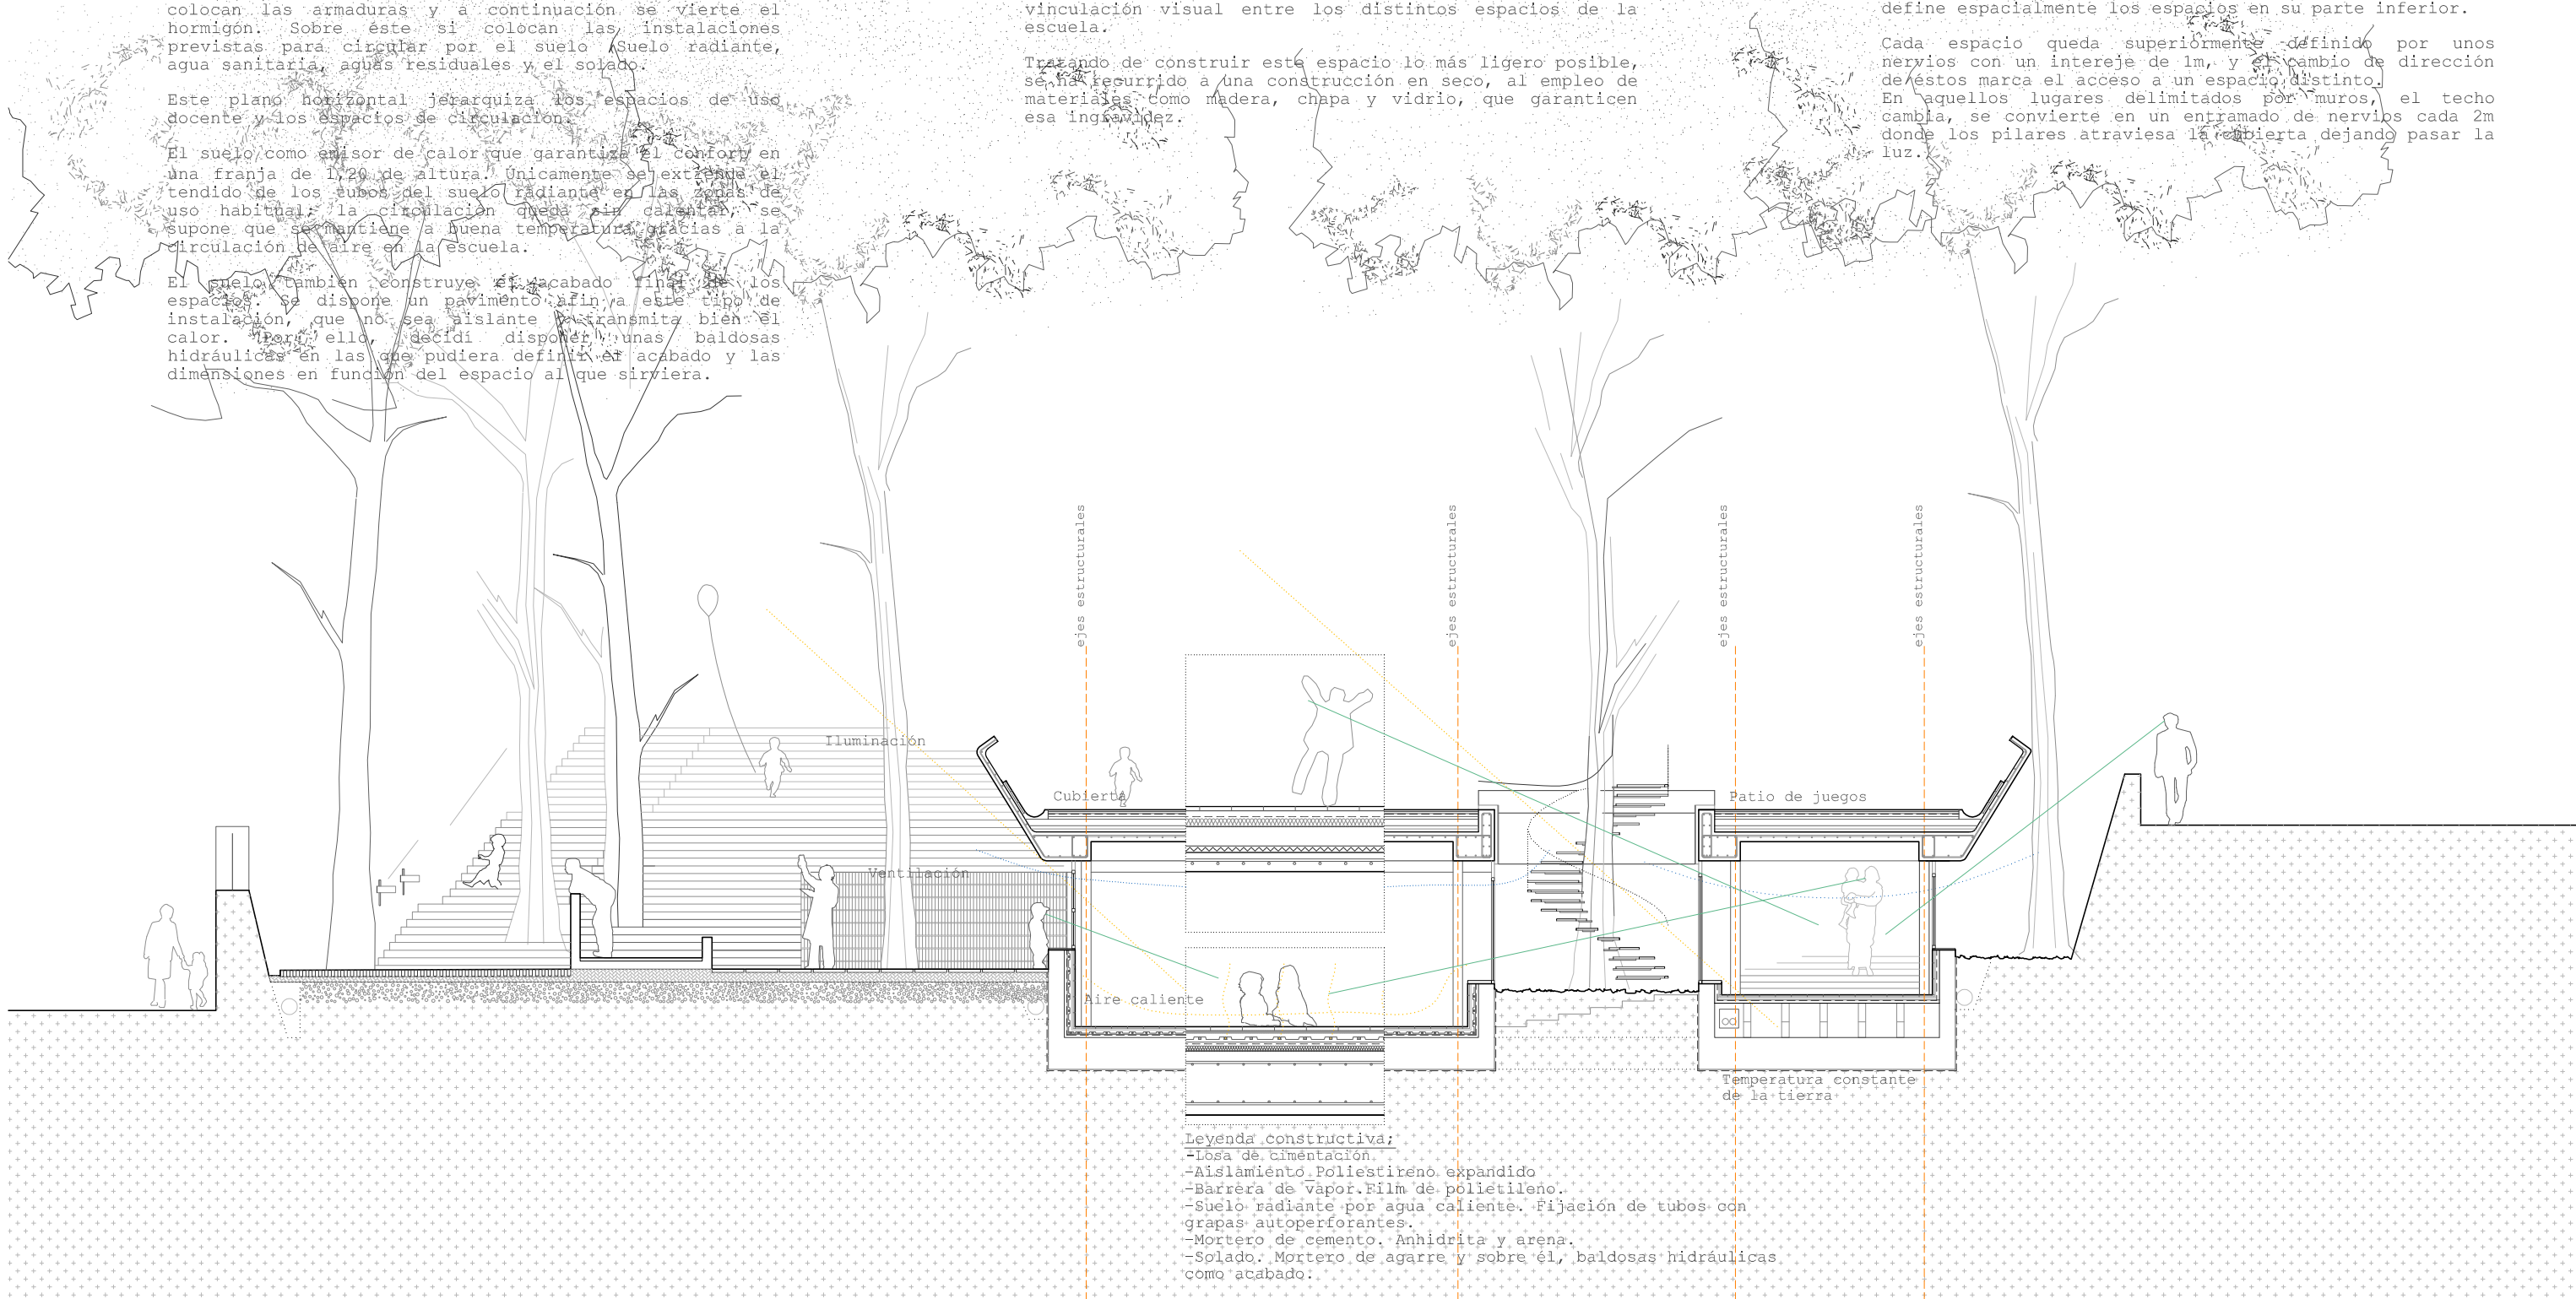 colocan las armaduras y a continuación se vierte el
hormigón. Sobre éste si colocan las instalaciones
previstas para circular por el suelo (Suelo radiante,
agua sanitaria, aguas residuales y el solado.
Este plano horizontal jerarquiza los espacios de uso
docente y los espacios de circulación.
El suelo como emisor de calor que garantiza el confort en
una franja de 1,20 de altura. Únicamente se extiende el
tendido de los tubos del suelo radiante en las zonas de
uso habitual, la circulación queda sin calentar, se
supone que se mantiene a buena temperatura gracias a la
circulación de aire en la escuela.
El suelo también construye el acabado final de los
espacios. Se dispone un pavimento afin a este tipo de
instalación, que no sea aislante y transmita bien el
calor. Por ello, decidí disponer unas baldosas
hidráulicas en las que pudiera definir el acabado y las
dimensiones en función del espacio al que sirviera.
vinculación visual entre los distintos espacios de la
escuela.
Tratando de construir este espacio lo más ligero posible,
se ha recurrido a una construcción en seco, al empleo de
materiales como madera, chapa y vidrio, que garanticen
esa ingravidez.
define espacialmente los espacios en su parte inferior.
Cada espacio queda superiormente definido por unos
nervios con un intereje de 1m, y el cambio de dirección
de éstos marca el acceso a un espacio distinto.
En aquellos lugares delimitados por muros, el techo
cambia, se convierte en un entramado de nervios cada 2m
donde los pilares atraviesa la cubierta dejando pasar la
luz.
ejes estructurales
ejes estructurales
ejes estructurales
ejes estructurales
Iluminación
Cubierta
Patio de juegos
Ventilación
Aire caliente
Temperatura constante
de la tierra
Leyenda constructiva;
-Losa de cimentación
-Aislamiento_Poliestireno expandido
-Barrera de vapor.Film de polietileno.
-Suelo radiante por agua caliente. Fijación de tubos con
grapas autoperforantes.
-Mortero de cemento. Anhidrita y arena.
-Solado. Mortero de agarre y sobre él, baldosas hidráulicas
como acabado.